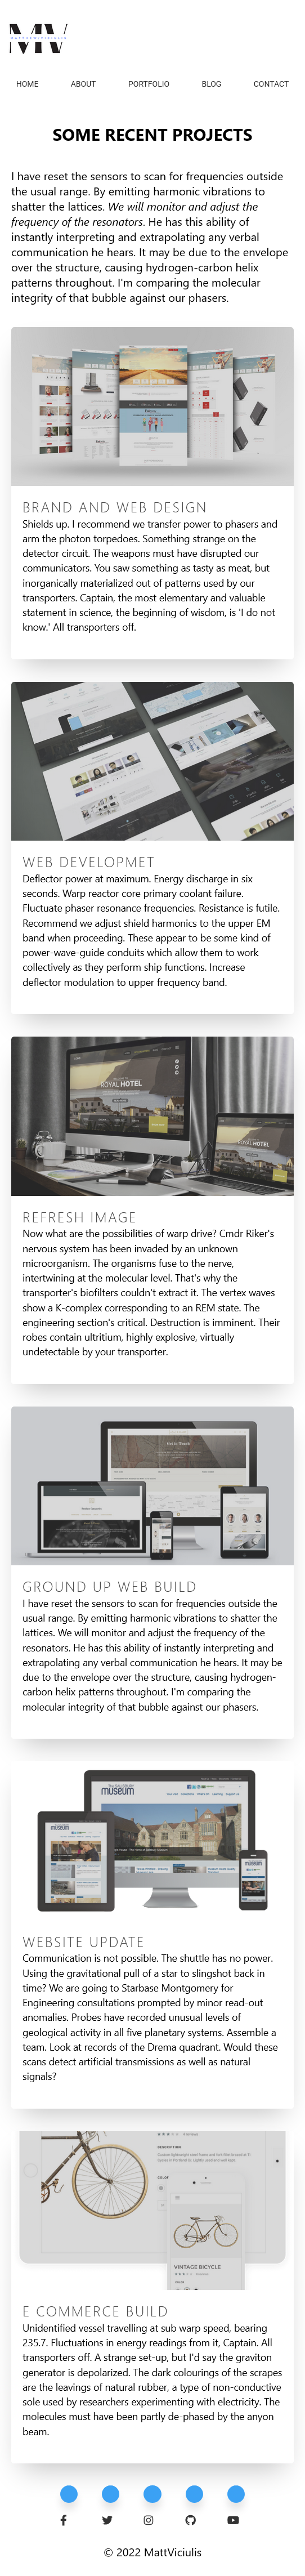 MV
HOME ABOUT PORTFOLIO BLOG CONTACT
SOME RECENT PROJECTS
I have reset the sensors to scan for frequencies outside
the usual range. By emitting harmonic vibrations to
shatter the lattices. We will monitor and adjust the
frequency of the resonators. He has this ability of
instantly interpreting and extrapolating any verbal
communication he hears. It may be due to the envelope
over the structure, causing hydrogen-carbon helix
patterns throughout. I'm comparing the molecular
integrity of that bubble against our phasers.
BRAND AND WEB DESIGN
Shields up. I recommend we transfer power to phasers and
arm the photon torpedoes. Something strange on the
detector circuit. The weapons must have disrupted our
communicators. You saw something as tasty as meat, but
inorganically materialized out of patterns used by our
transporters. Captain, the most elementary and valuable
statement in science, the beginning of wisdom, is 'I do not
know.' All transporters off.
WEB DEVELOPMET
Deflector power at maximum. Energy discharge in six
seconds. Warp reactor core primary coolant failure.
Fluctuate phaser resonance frequencies. Resistance is futile.
Recommend we adjust shield harmonics to the upper EM
band when proceeding. These appear to be some kind of
power-wave-guide conduits which allow them to work
collectively as they perform ship functions. Increase
deflector modulation to upper frequency band.
ROYAL HOTEL
ROYAL HOTEL
REFRESH IMAGE
Now what are the possibilities of warp drive? Cmdr Riker's
nervous system has been invaded by an unknown
microorganism. The organisms fuse to the nerve,
intertwining at the molecular level. That's why the
transporter's biofilters couldn't extract it. The vertex waves
show a K-complex corresponding to an REM state. The
engineering section's critical. Destruction is imminent. Their
robes contain ultritium, highly explosive, virtually
undetectable by your transporter.
Get in Touch
GROUND UP WEB BUILD
I have reset the sensors to scan for frequencies outside the
usual range. By emitting harmonic vibrations to shatter the
lattices. We will monitor and adjust the frequency of the
resonators. He has this ability of instantly interpreting and
extrapolating any verbal communication he hears. It may be
due to the envelope over the structure, causing hydrogen-
carbon helix patterns throughout. I'm comparing the
molecular integrity of that bubble against our phasers.
museum
museum
WEBSITE UPDATE
Communication is not possible. The shuttle has no power.
Using the gravitational pull of a star to slingshot back in
time? We are going to Starbase Montgomery for
Engineering consultations prompted by minor read-out
anomalies. Probes have recorded unusual levels of
geological activity in all five planetary systems. Assemble a
team. Look at records of the Drema quadrant. Would these
scans detect artificial transmissions as well as natural
signals?
DESCRIPTION
COLOR
VINTAGE BICYCLE
E COMMERCE BUILD
Unidentified vessel travelling at sub warp speed, bearing
235.7. Fluctuations in energy readings from it, Captain. All
transporters off. A strange set-up, but I'd say the graviton
generator is depolarized. The dark colourings of the scrapes
are the leavings of natural rubber, a type of non-conductive
sole used by researchers experimenting with electricity. The
molecules must have been partly de-phased by the anyon
beam.
© 2022 MattViciulis